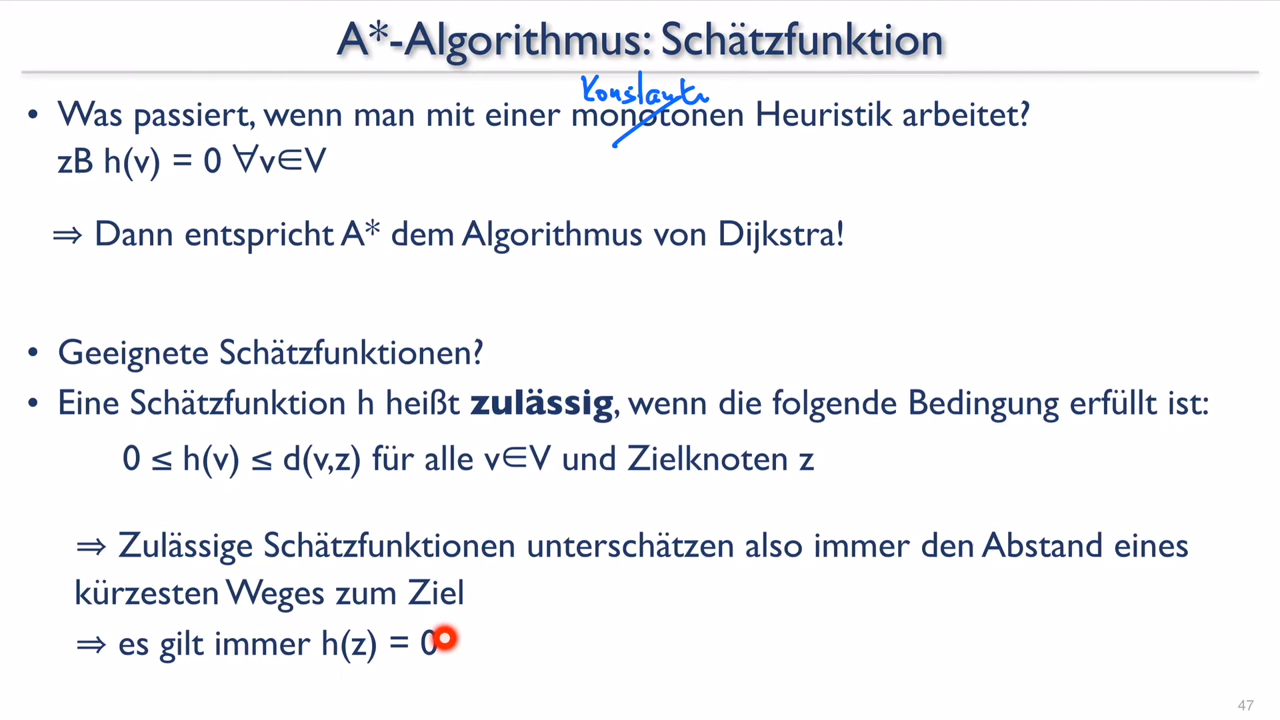 A*-Algorithmus: Schätzfunktion
Konstanten
• Was passiert, wenn man mit einer monotonen Heuristik arbeitet?
zB h(v) = 0 ∀v∈V
⇒ Dann entspricht A* dem Algorithmus von Dijkstra!
• Geeignete Schätzfunktionen?
• Eine Schätzfunktion h heißt zulässig, wenn die folgende Bedingung erfüllt ist:
0 ≤ h(v) ≤ d(v,z) für alle v∈V und Zielknoten z
⇒ Zulässige Schätzfunktionen unterschätzen also immer den Abstand eines
kürzesten Weges zum Ziel
⇒ es gilt immer h(z) = 0
47